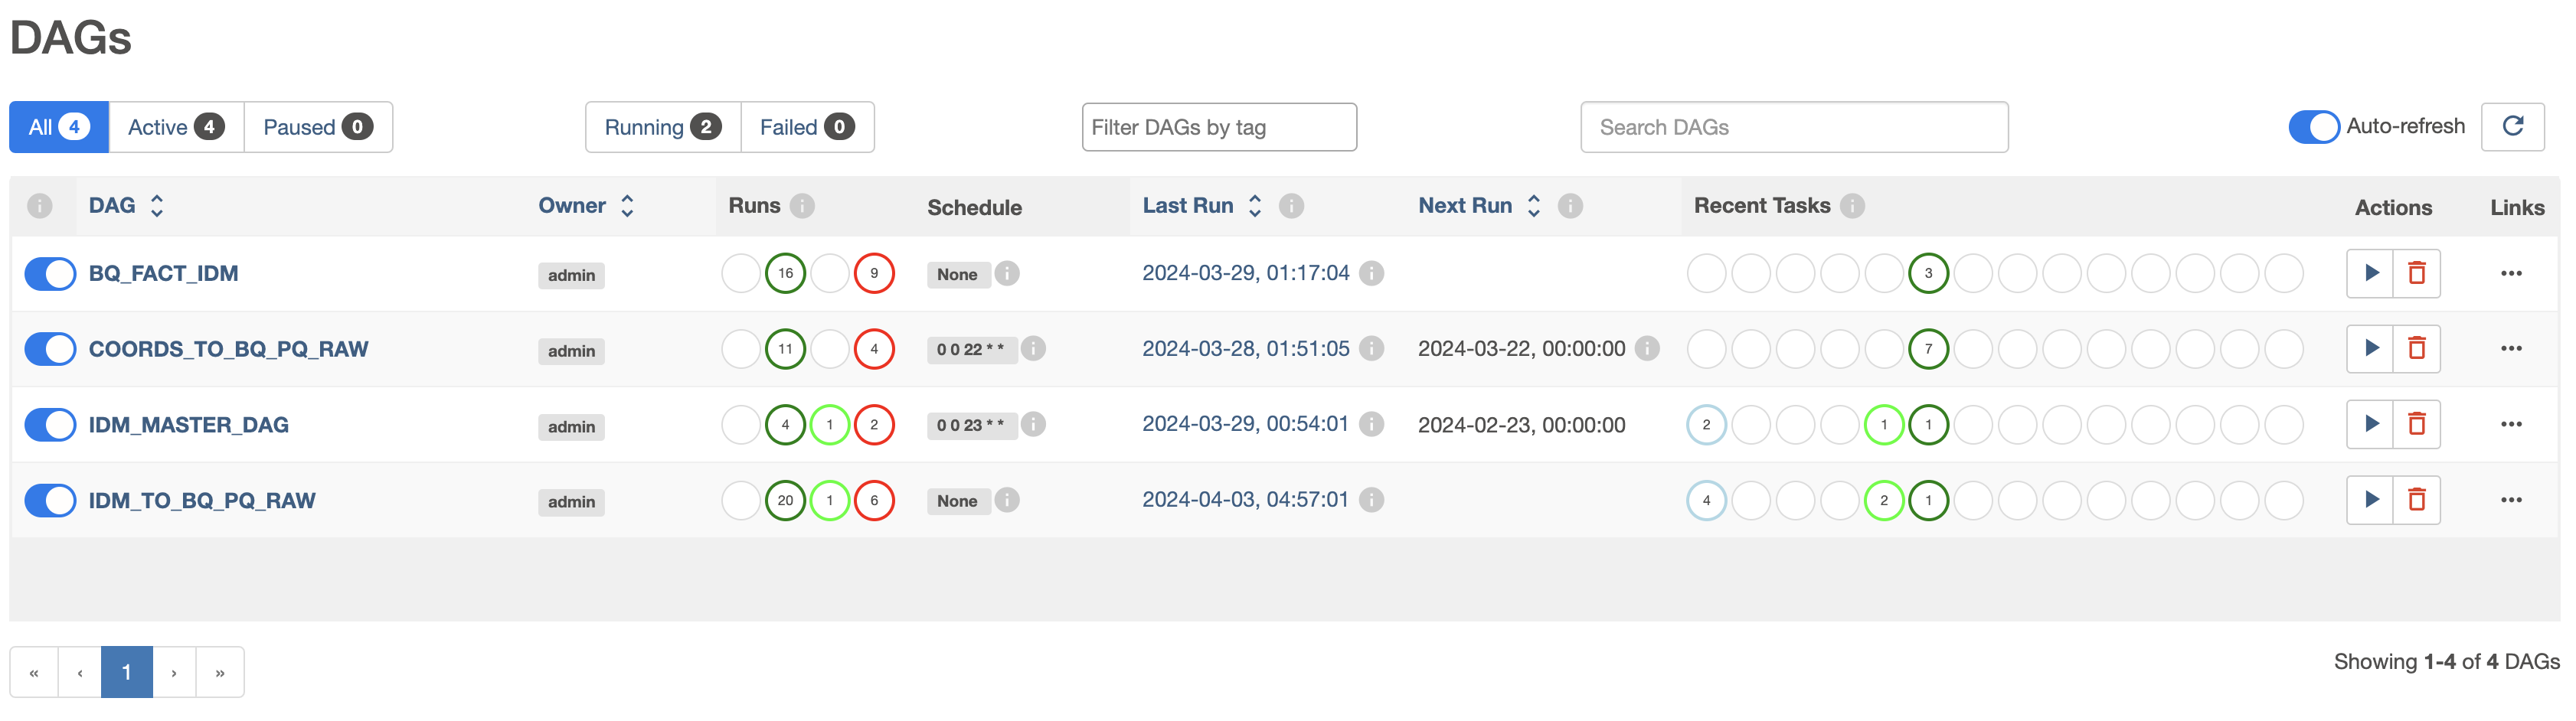 DAGs
All 4 Active 4 Paused 0 Running 2 Failed 0 Filter DAGs by tag Search DAGs Auto-refresh
i DAG Owner Runs i Schedule Last Run i Next Run i Recent Tasks i Actions Links
BQ_FACT_IDM admin 16 9 None i 2024-03-29, 01:17:04 i 3 •••
COORDS_TO_BQ_PQ_RAW admin 11 4 0 0 22 * * i 2024-03-28, 01:51:05 i 2024-03-22, 00:00:00 i 7 •••
IDM_MASTER_DAG admin 4 1 2 0 0 23 * * i 2024-03-29, 00:54:01 i 2024-02-23, 00:00:00 2 1 1 •••
IDM_TO_BQ_PQ_RAW admin 20 1 6 None i 2024-04-03, 04:57:01 i 4 2 1 •••
« ‹ 1 › » Showing 1-4 of 4 DAGs